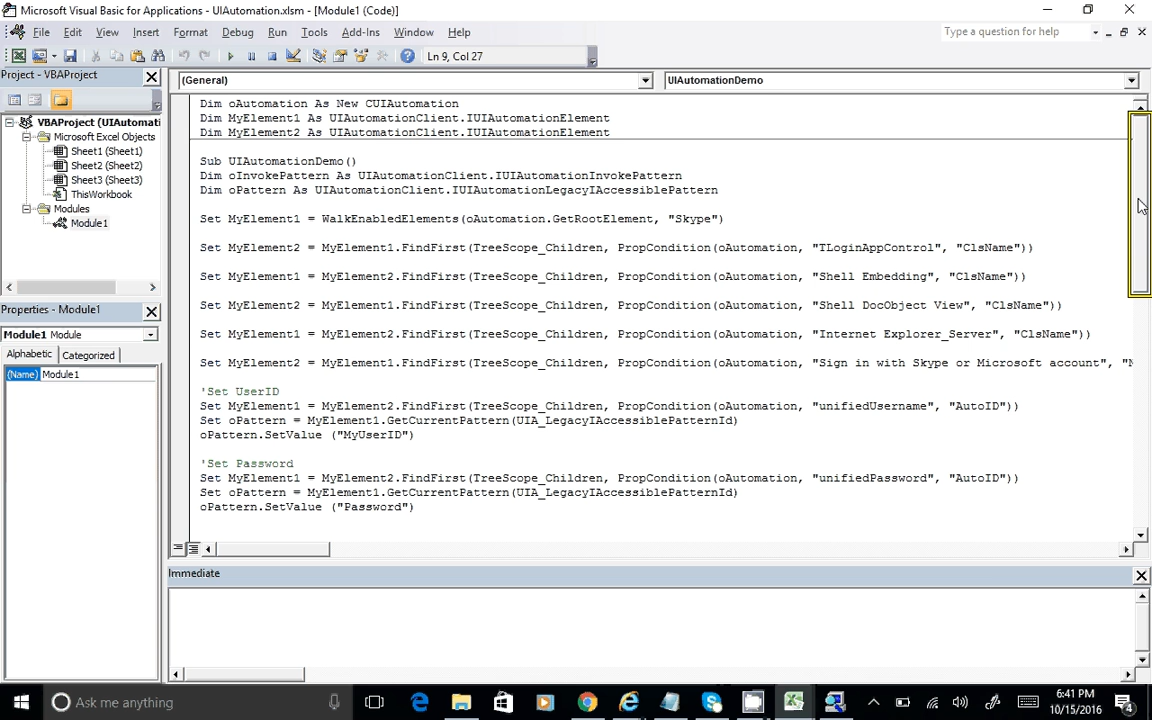 Microsoft Visual Basic for Applications - UIAutomation.xlsm - [Module1 (Code)]
File Edit View Insert Format Debug Run Tools Add-Ins Window Help
Type a question for help
Ln 9, Col 27
Project - VBAProject
(General)
UIAutomationDemo
VBAProject (UIAutomati
Microsoft Excel Objects
Sheet1 (Sheet1)
Sheet2 (Sheet2)
Sheet3 (Sheet3)
ThisWorkbook
Modules
Module1
Properties - Module1
Module1 Module
Alphabetic Categorized
(Name) Module1
Dim oAutomation As New CUIAutomation
Dim MyElement1 As UIAutomationClient.IUIAutomationElement
Dim MyElement2 As UIAutomationClient.IUIAutomationElement
Sub UIAutomationDemo()
Dim oInvokePattern As UIAutomationClient.IUIAutomationInvokePattern
Dim oPattern As UIAutomationClient.IUIAutomationLegacyIAccessiblePattern
Set MyElement1 = WalkEnabledElements(oAutomation.GetRootElement, "Skype")
Set MyElement2 = MyElement1.FindFirst(TreeScope_Children, PropCondition(oAutomation, "TLoginAppControl", "ClsName"))
Set MyElement1 = MyElement2.FindFirst(TreeScope_Children, PropCondition(oAutomation, "Shell Embedding", "ClsName"))
Set MyElement2 = MyElement1.FindFirst(TreeScope_Children, PropCondition(oAutomation, "Shell DocObject View", "ClsName"))
Set MyElement1 = MyElement2.FindFirst(TreeScope_Children, PropCondition(oAutomation, "Internet Explorer_Server", "ClsName"))
Set MyElement2 = MyElement1.FindFirst(TreeScope_Children, PropCondition(oAutomation, "Sign in with Skype or Microsoft account", "N
'Set UserID
Set MyElement1 = MyElement2.FindFirst(TreeScope_Children, PropCondition(oAutomation, "unifiedUsername", "AutoID"))
Set oPattern = MyElement1.GetCurrentPattern(UIA_LegacyIAccessiblePatternId)
oPattern.SetValue ("MyUserID")
'Set Password
Set MyElement1 = MyElement2.FindFirst(TreeScope_Children, PropCondition(oAutomation, "unifiedPassword", "AutoID"))
Set oPattern = MyElement1.GetCurrentPattern(UIA_LegacyIAccessiblePatternId)
oPattern.SetValue ("Password")
Immediate
Ask me anything
6:41 PM
10/15/2016
4